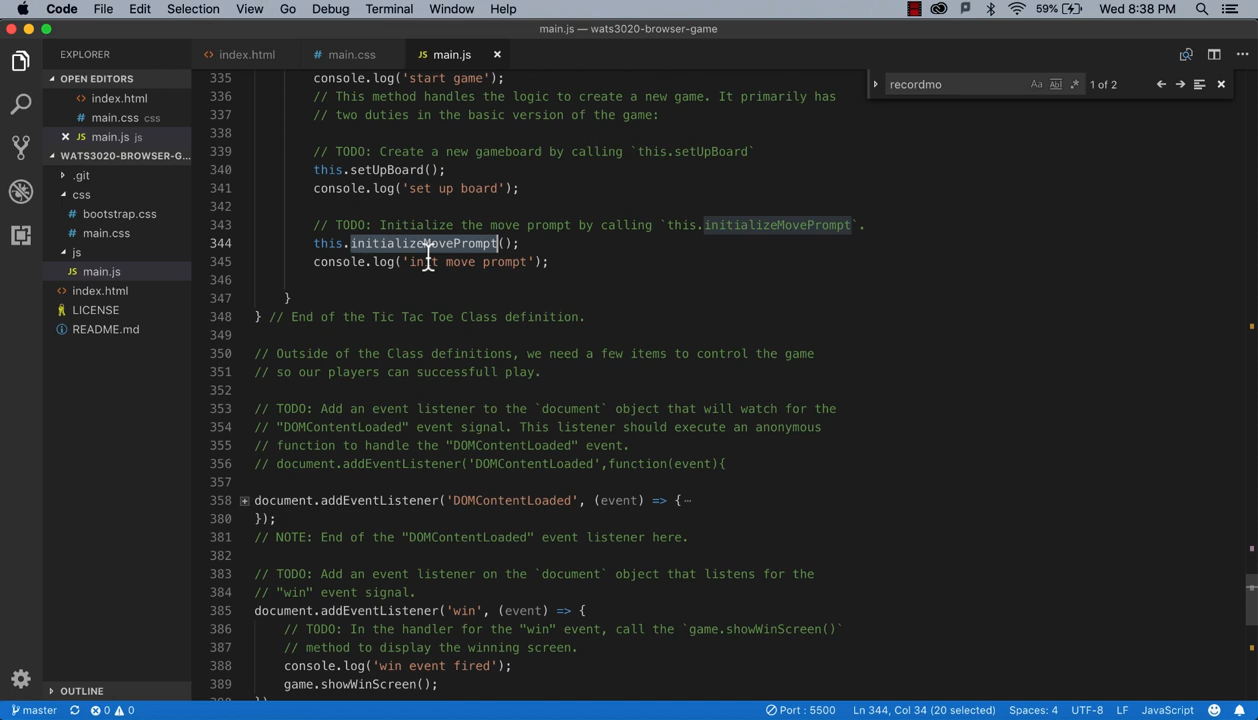 Code File Edit Selection View Go Debug Terminal Window Help 59% Wed 8:38 PM
main.js — wats3020-browser-game
EXPLORER
OPEN EDITORS
index.html
main.css css
main.js js
WATS3020-BROWSER-G...
.git
css
bootstrap.css
main.css
js
main.js
index.html
LICENSE
README.md
OUTLINE
index.html main.css main.js
recordmo Aa Abl .* 1 of 2
335 console.log('start game');
336 // This method handles the logic to create a new game. It primarily has
337 // two duties in the basic version of the game:
338
339 // TODO: Create a new gameboard by calling `this.setUpBoard`
340 this.setUpBoard();
341 console.log('set up board');
342
343 // TODO: Initialize the move prompt by calling `this.initializeMovePrompt`.
344 this.initializeMovePrompt();
345 console.log('init move prompt');
346
347 }
348 } // End of the Tic Tac Toe Class definition.
349
350 // Outside of the Class definitions, we need a few items to control the game
351 // so our players can successfull play.
352
353 // TODO: Add an event listener to the `document` object that will watch for the
354 // "DOMContentLoaded" event signal. This listener should execute an anonymous
355 // function to handle the "DOMContentLoaded" event.
356 // document.addEventListener('DOMContentLoaded',function(event){
357
358 document.addEventListener('DOMContentLoaded', (event) => {…
380 });
381 // NOTE: End of the "DOMContentLoaded" event listener here.
382
383 // TODO: Add an event listener on the `document` object that listens for the
384 // "win" event signal.
385 document.addEventListener('win', (event) => {
386 // TODO: In the handler for the "win" event, call the `game.showWinScreen()`
387 // method to display the winning screen.
388 console.log('win event fired');
389 game.showWinScreen();
master 0 0 Port : 5500 Ln 344, Col 34 (20 selected) Spaces: 4 UTF-8 LF JavaScript